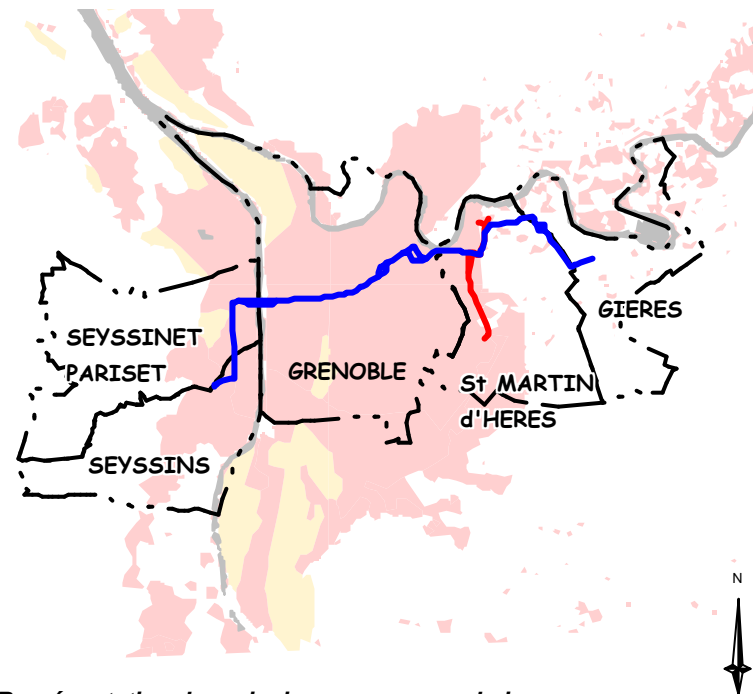 SEYSSINET
PARISET
GRENOBLE
GIERES
St MARTIN
d'HERES
SEYSSINS
N